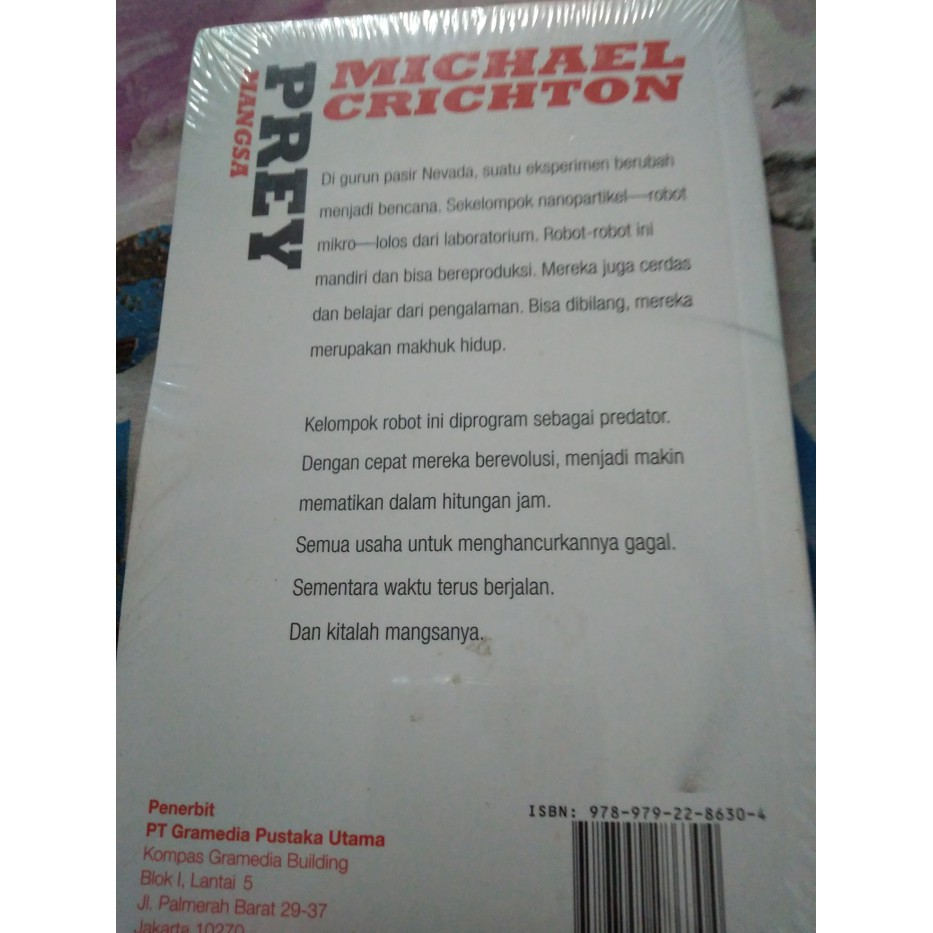 MICHAEL
CRICHTON
PREY
MANGSA
Di gurun pasir Nevada, suatu eksperimen berubah
menjadi bencana. Sekelompok nanopartikel—robot
mikro—lolos dari laboratorium. Robot-robot ini
mandiri dan bisa bereproduksi. Mereka juga cerdas
dan belajar dari pengalaman. Bisa dibilang, mereka
merupakan makhuk hidup.
Kelompok robot ini diprogram sebagai predator.
Dengan cepat mereka berevolusi, menjadi makin
mematikan dalam hitungan jam.
Semua usaha untuk menghancurkannya gagal.
Sementara waktu terus berjalan.
Dan kitalah mangsanya.
Penerbit
PT Gramedia Pustaka Utama
Kompas Gramedia Building
Blok I, Lantai 5
Jl. Palmerah Barat 29-37
Jakarta 10270
ISBN: 978-979-22-8630-4